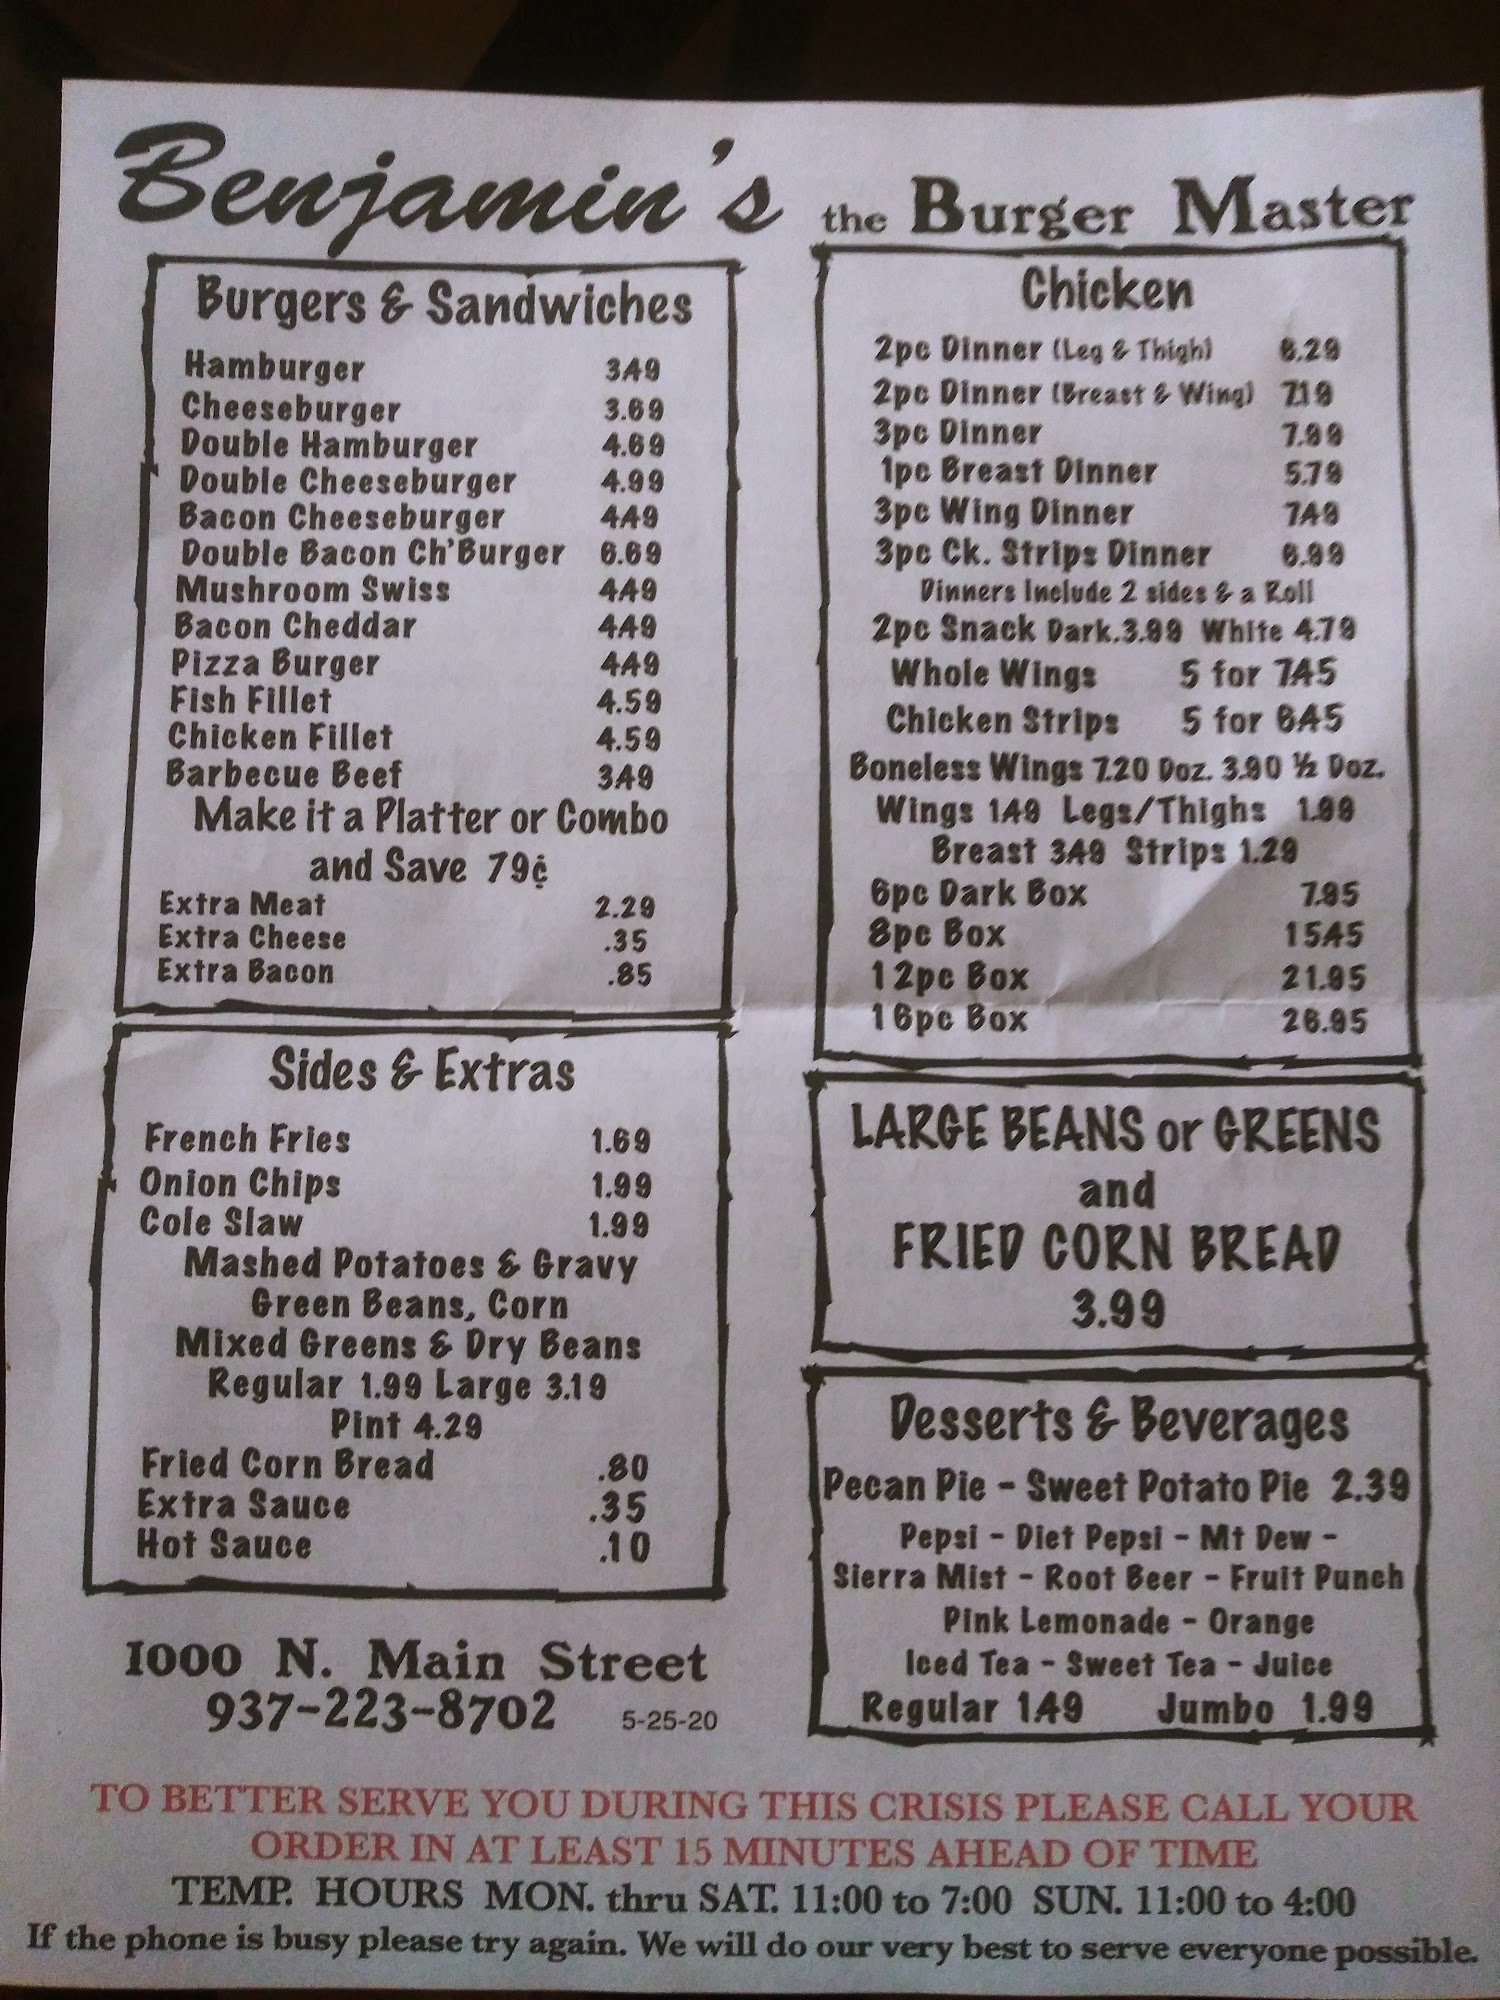 Benjamin's the Burger Master
Burgers & Sandwiches
Hamburger 3.49
Cheeseburger 3.69
Double Hamburger 4.69
Double Cheeseburger 4.99
Bacon Cheeseburger 4.49
Double Bacon Ch'Burger 6.69
Mushroom Swiss 4.49
Bacon Cheddar 4.49
Pizza Burger 4.49
Fish Fillet 4.59
Chicken Fillet 4.59
Barbecue Beef 3.49
Make it a Platter or Combo
and Save 79¢
Extra Meat 2.29
Extra Cheese .35
Extra Bacon .85
Sides & Extras
French Fries 1.69
Onion Chips 1.99
Cole Slaw 1.99
Mashed Potatoes & Gravy
Green Beans, Corn
Mixed Greens & Dry Beans
Regular 1.99 Large 3.19
Pint 4.29
Fried Corn Bread .80
Extra Sauce .35
Hot Sauce .10
1000 N. Main Street
937-223-8702 5-25-20
Chicken
2pc Dinner (Leg & Thigh) 6.29
2pc Dinner (Breast & Wing) 7.19
3pc Dinner 7.99
1pc Breast Dinner 5.79
3pc Wing Dinner 7.49
3pc Ck. Strips Dinner 6.99
Dinners Include 2 sides & a Roll
2pc Snack Dark.3.99 White 4.79
Whole Wings 5 for 7.45
Chicken Strips 5 for 6.45
Boneless Wings 7.20 Doz. 3.90 ½ Doz.
Wings 1.49 Legs/Thighs 1.99
Breast 3.49 Strips 1.29
6pc Dark Box 7.95
8pc Box 15.45
12pc Box 21.95
16pc Box 26.95
LARGE BEANS or GREENS
and
FRIED CORN BREAD
3.99
Desserts & Beverages
Pecan Pie - Sweet Potato Pie 2.39
Pepsi - Diet Pepsi - Mt Dew -
Sierra Mist - Root Beer - Fruit Punch
Pink Lemonade - Orange
Iced Tea - Sweet Tea - Juice
Regular 1.49 Jumbo 1.99
TO BETTER SERVE YOU DURING THIS CRISIS PLEASE CALL YOUR
ORDER IN AT LEAST 15 MINUTES AHEAD OF TIME
TEMP. HOURS MON. thru SAT. 11:00 to 7:00 SUN. 11:00 to 4:00
If the phone is busy please try again. We will do our very best to serve everyone possible.